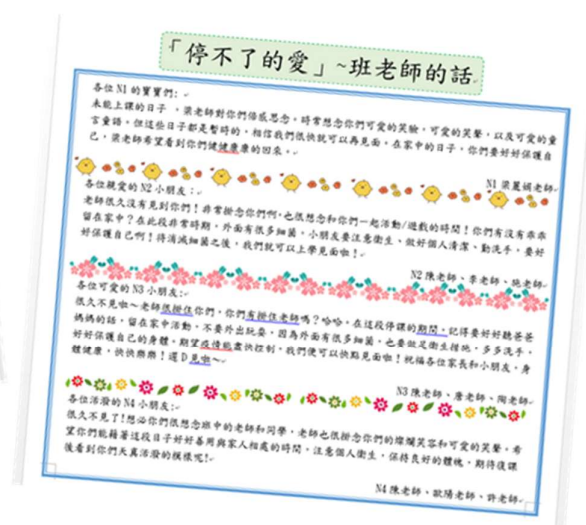 「停不了的愛」~班老師的話
各位 N1 的寶寶們:
未能上課的日子，梁老師對你們倍感思念。時常想念你們可愛的笑臉，可愛的笑聲，以及可愛的童
言童語。但這些日子都是暫時的，相信我們很快就可以再見面。在家中的日子，你們要好好保護自
己，梁老師希望看到你們健健康康的回來。
N1 梁麗娟老師
各位親愛的 N2 小朋友：
老師很久沒有見到你們！非常掛念你們啊，也很想念和你們一起活動/遊戲的時間！你們有沒有乖乖
留在家中？在此段非常時期，外面有很多細菌，小朋友要注意衛生、做好個人清潔、勤洗手，要好
好保護自己啊！待消滅細菌之後，我們就可以上學見面啦！
N2 陳老師、李老師、施老師
各位可愛的 N3 小朋友:
很久不見啦～老師很掛住你們，你們有掛住老師嗎？哈哈，在這段停課的期間，記得要好好聽爸爸
媽媽的話，留在家中活動，不要外出玩耍，因為外面有很多細菌，也要做足衛生措施，多多洗手，
好好保護自己的身體。期望疫情能盡快控制，我們便可以快點見面啦！祝福各位家長和小朋友，身
體健康，快快樂樂！遲 D 見啦～
N3 陳老師、唐老師、陶老師
各位活潑的 N4 小朋友:
很久不見了!想必你們很想念班中的老師和同學，老師也很掛念你們的燦爛笑容和可愛的笑聲。希
望你們能藉著這段日子好好善用與家人相處的時間，注意個人衛生，保持良好的體魄，期待復課
後看到你們天真活潑的模樣呢!
N4 陳老師、歐陽老師、許老師